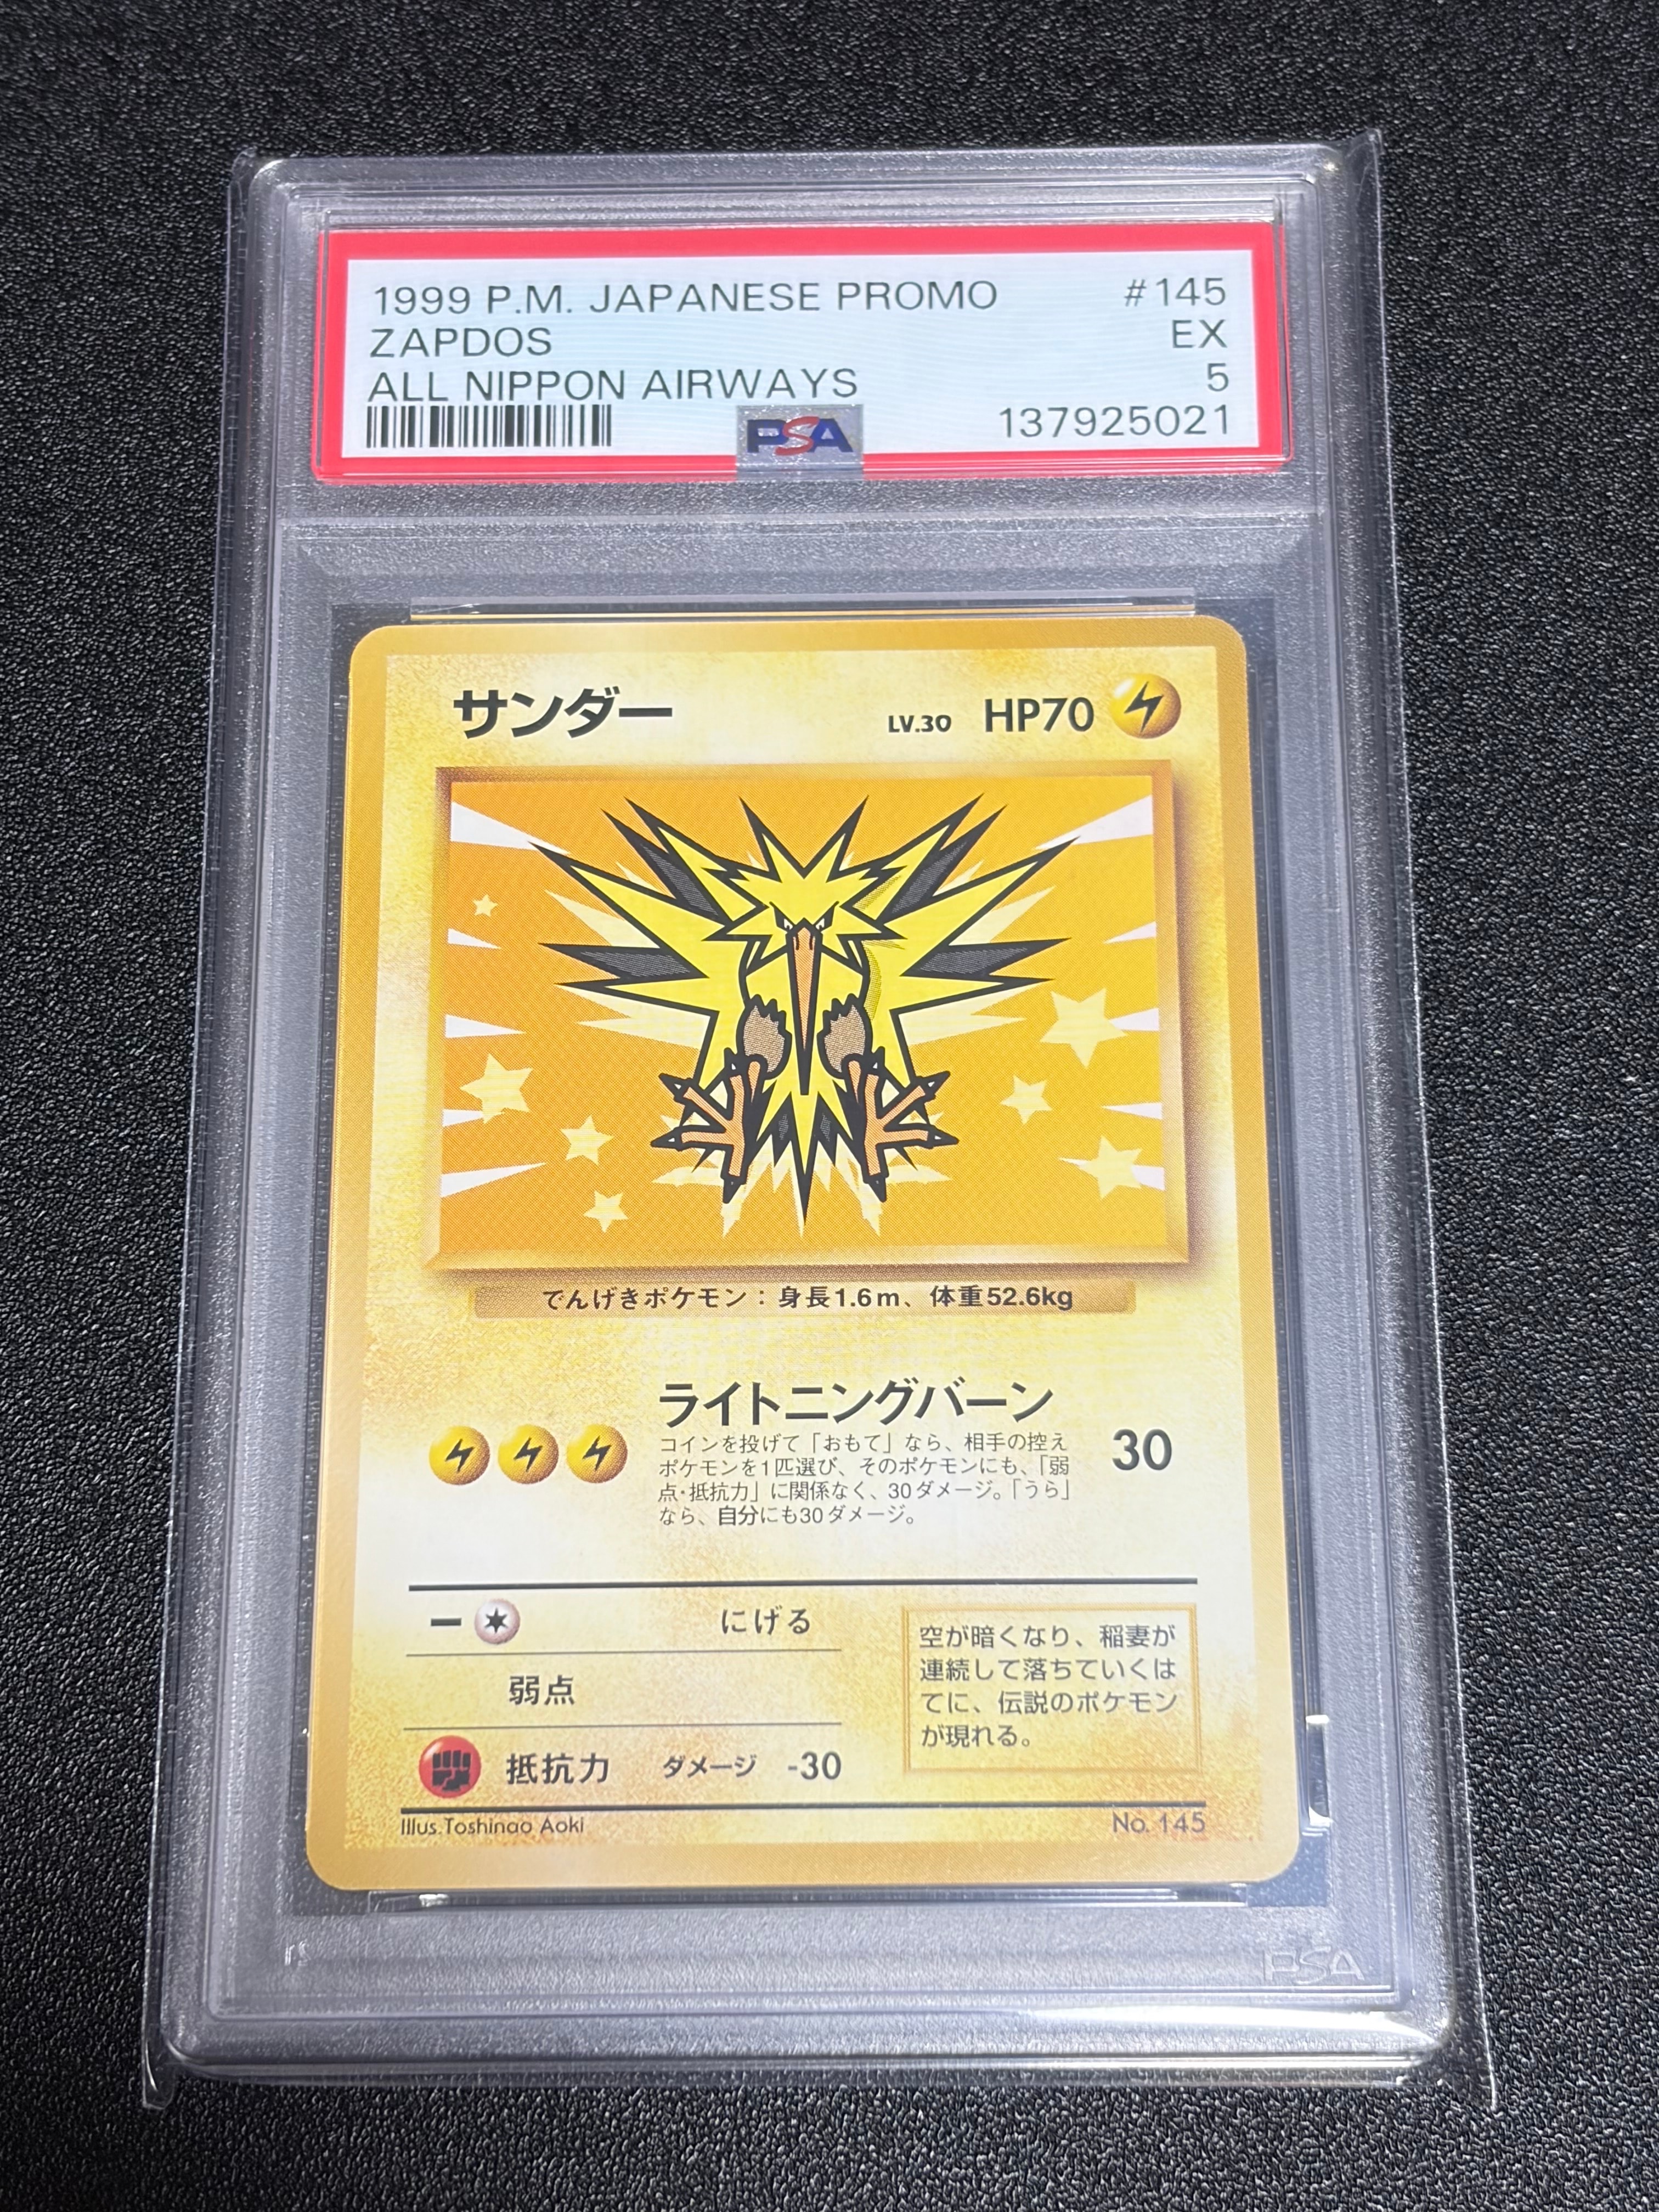 1999 P.M. JAPANESE PROMO #145
ZAPDOS EX
ALL NIPPON AIRWAYS 5
PSA 137925021
サンダー LV.30 HP70
でんげきポケモン：身長1.6m、体重52.6kg
ライトニングバーン
コインを投げて「おもて」なら、相手の控え
ポケモンを1匹選び、そのポケモンにも、「弱
点・抵抗力」に関係なく、30ダメージ。「うら」
なら、自分にも30ダメージ。
30
にげる
弱点
抵抗力 ダメージ -30
空が暗くなり、稲妻が
連続して落ちていくは
てに、伝説のポケモン
が現れる。
Illus.Toshinao Aoki No. 145
PSA